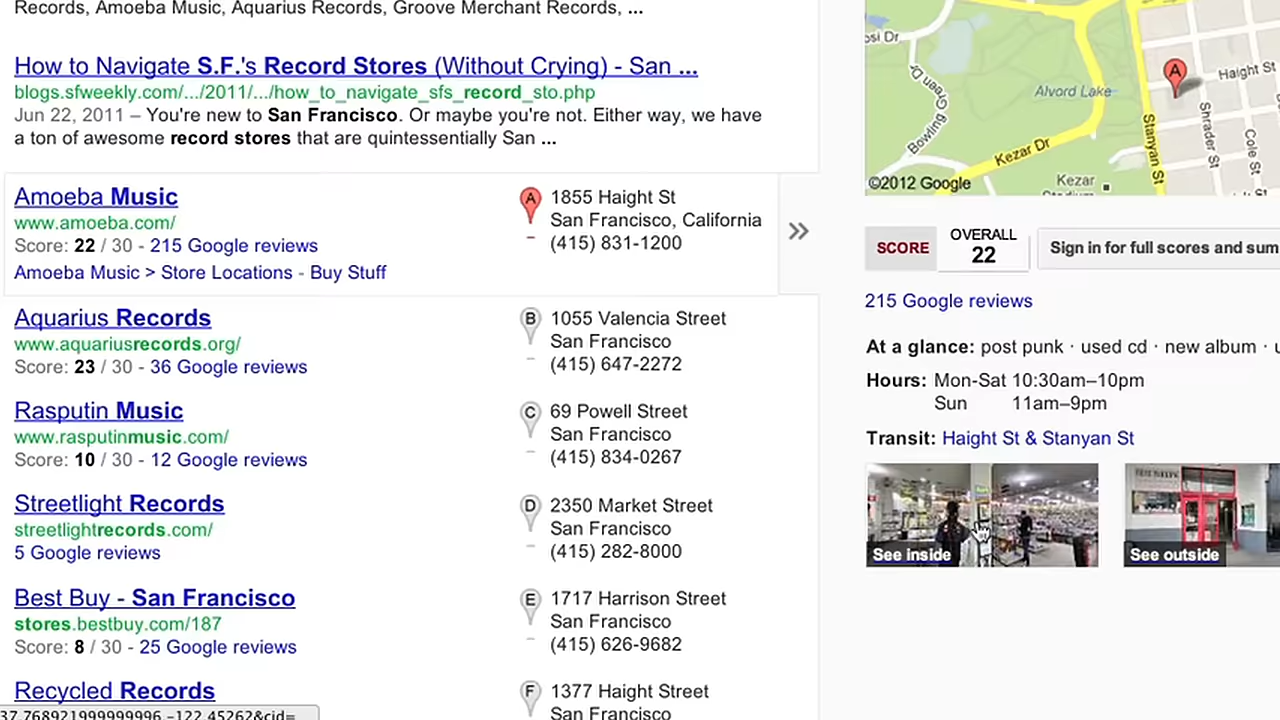 Records, Amoeba Music, Aquarius Records, Groove Merchant Records, ...
How to Navigate S.F.'s Record Stores (Without Crying) - San ...
blogs.sfweekly.com/.../2011/.../how_to_navigate_sfs_record_sto.php
Jun 22, 2011 – You're new to San Francisco. Or maybe you're not. Either way, we have
a ton of awesome record stores that are quintessentially San ...
Amoeba Music
www.amoeba.com/
Score: 22 / 30 - 215 Google reviews
Amoeba Music > Store Locations - Buy Stuff
A
1855 Haight St
San Francisco, California
(415) 831-1200
Aquarius Records
www.aquariusrecords.org/
Score: 23 / 30 - 36 Google reviews
B
1055 Valencia Street
San Francisco
(415) 647-2272
Rasputin Music
www.rasputinmusic.com/
Score: 10 / 30 - 12 Google reviews
C
69 Powell Street
San Francisco
(415) 834-0267
Streetlight Records
streetlightrecords.com/
5 Google reviews
D
2350 Market Street
San Francisco
(415) 282-8000
Best Buy - San Francisco
stores.bestbuy.com/187
Score: 8 / 30 - 25 Google reviews
E
1717 Harrison Street
San Francisco
(415) 626-9682
Recycled Records
F
1377 Haight Street
San Francisco
37.768921999999996,-122.45262&cid=
Dr
Bowling Green Dr
Alvord Lake
Kezar Dr
Kezar
Stadium
Stanyan St
A
Haight St
Shrader St
Cole St
©2012 Google
SCORE
OVERALL
22
Sign in for full scores and sum
215 Google reviews
At a glance: post punk · used cd · new album · u
Hours: Mon-Sat 10:30am–10pm
Sun 11am–9pm
Transit: Haight St & Stanyan St
See inside
See outside